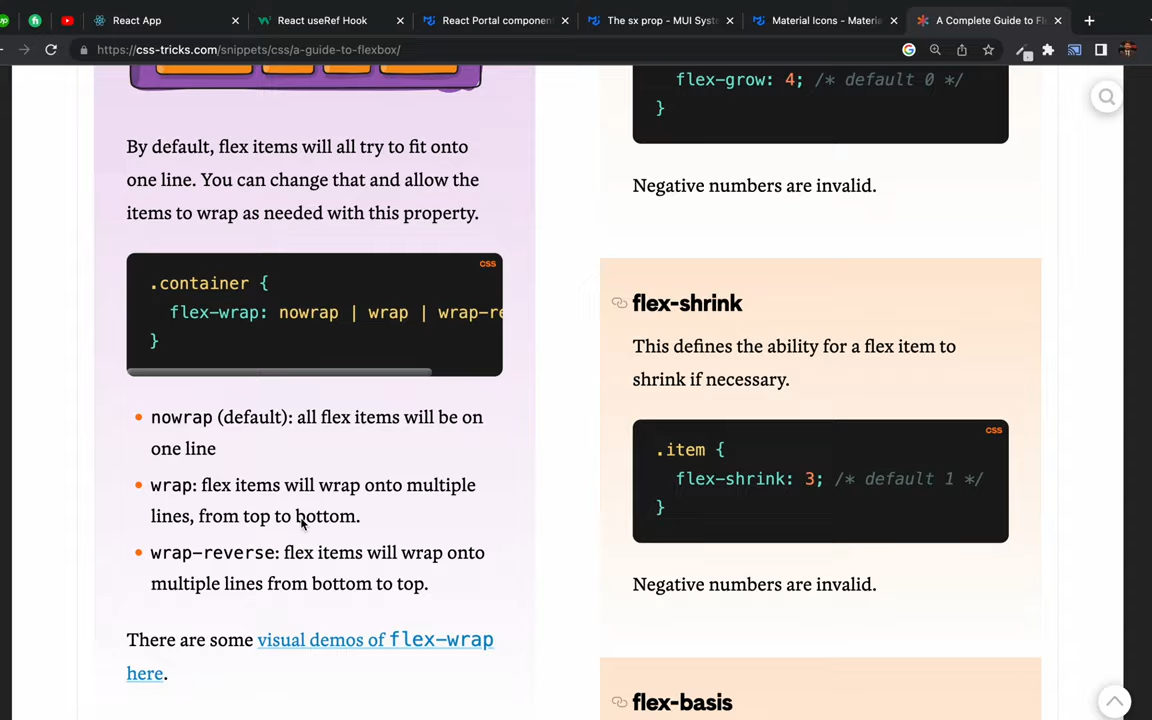 React App
React useRef Hook
React Portal componen
The sx prop - MUI Syst
Material Icons - Materia
A Complete Guide to Fl
https://css-tricks.com/snippets/css/a-guide-to-flexbox/
By default, flex items will all try to fit onto
one line. You can change that and allow the
items to wrap as needed with this property.
CSS
.container {
flex-wrap: nowrap | wrap | wrap-re
}
nowrap (default): all flex items will be on
one line
wrap: flex items will wrap onto multiple
lines, from top to bottom.
wrap-reverse: flex items will wrap onto
multiple lines from bottom to top.
There are some visual demos of flex-wrap
here.
flex-grow: 4; /* default 0 */
}
Negative numbers are invalid.
flex-shrink
This defines the ability for a flex item to
shrink if necessary.
CSS
.item {
flex-shrink: 3; /* default 1 */
}
Negative numbers are invalid.
flex-basis